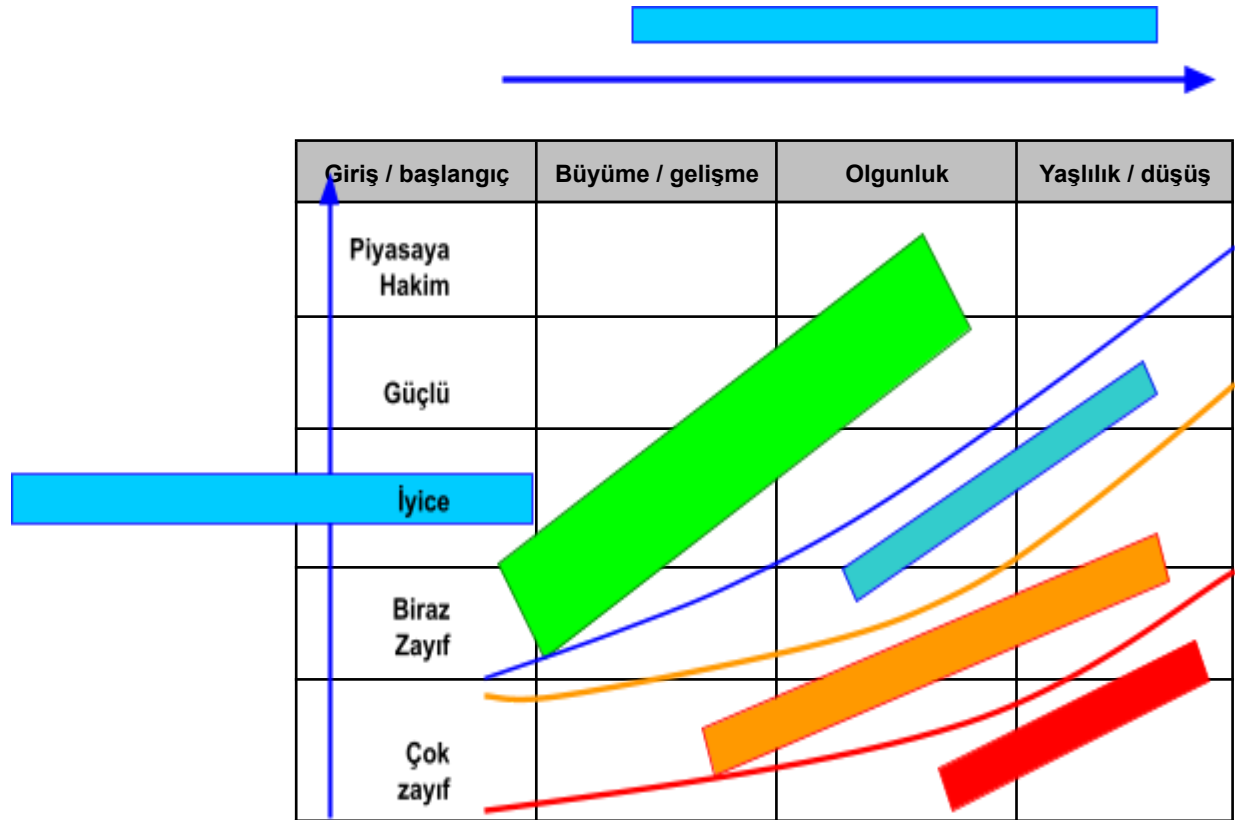 Giriş / başlangıç
Büyüme / gelişme
Olgunluk
Yaşlılık / düşüş
Piyasaya
Hakim
Güçlü
İyice
Biraz
Zayıf
Çok
zayıf